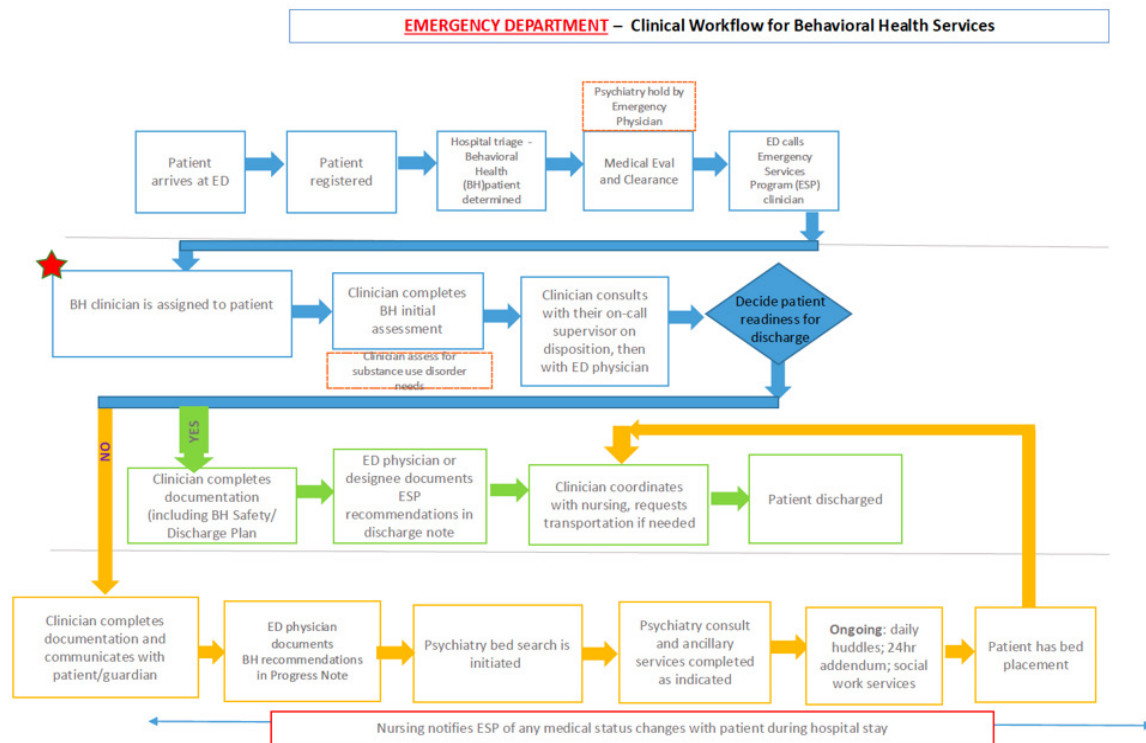 EMERGENCY DEPARTMENT – Clinical Workflow for Behavioral Health Services
Psychiatry hold by
Emergency
Physician
Patient
arrives at ED
Patient
registered
Hospital triage -
Behavioral
Health
(BH)patient
determined
Medical Eval
and Clearance
ED calls
Emergency
Services
Program (ESP)
clinician
BH clinician is assigned to patient
Clinician completes
BH initial
assessment
Clinician assess for
substance use disorder
needs
Clinician consults
with their on-call
supervisor on
disposition, then
with ED physician
Decide patient
readiness for
discharge
NO
YES
Clinician completes
documentation
(including BH Safety/
Discharge Plan
ED physician or
designee documents
ESP
recommendations in
discharge note
Clinician coordinates
with nursing, requests
transportation if needed
Patient discharged
Clinician completes
documentation and
communicates with
patient/guardian
ED physician
documents
BH recommendations
in Progress Note
Psychiatry bed search is
initiated
Psychiatry consult
and ancillary
services completed
as indicated
Ongoing: daily
huddles; 24hr
addendum; social
work services
Patient has bed
placement
Nursing notifies ESP of any medical status changes with patient during hospital stay